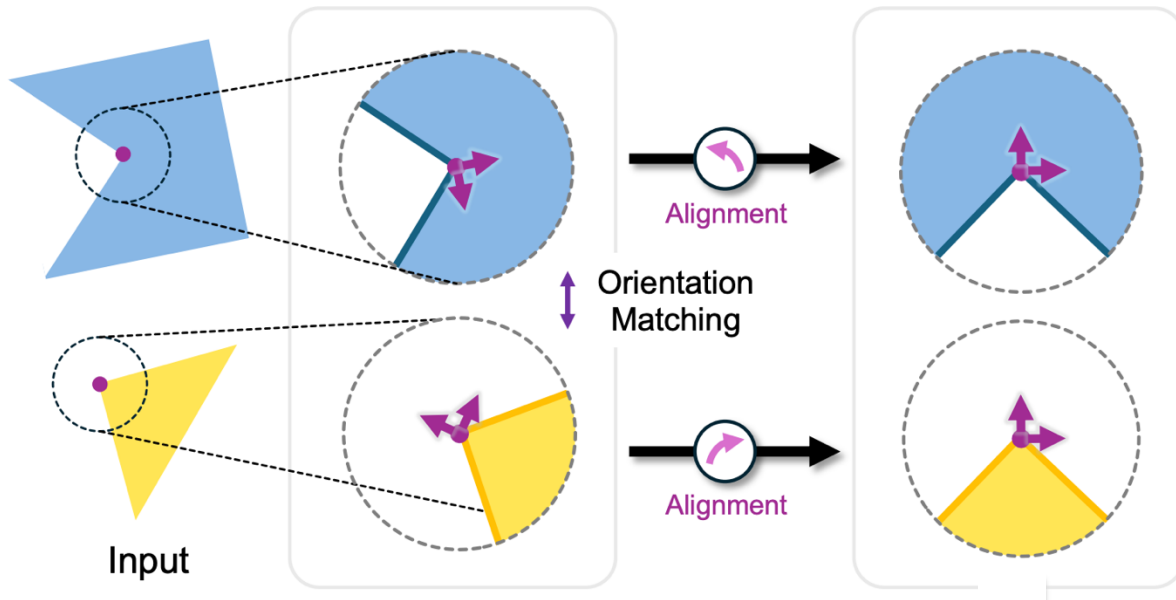 Alignment
Orientation
Matching
Alignment
Input